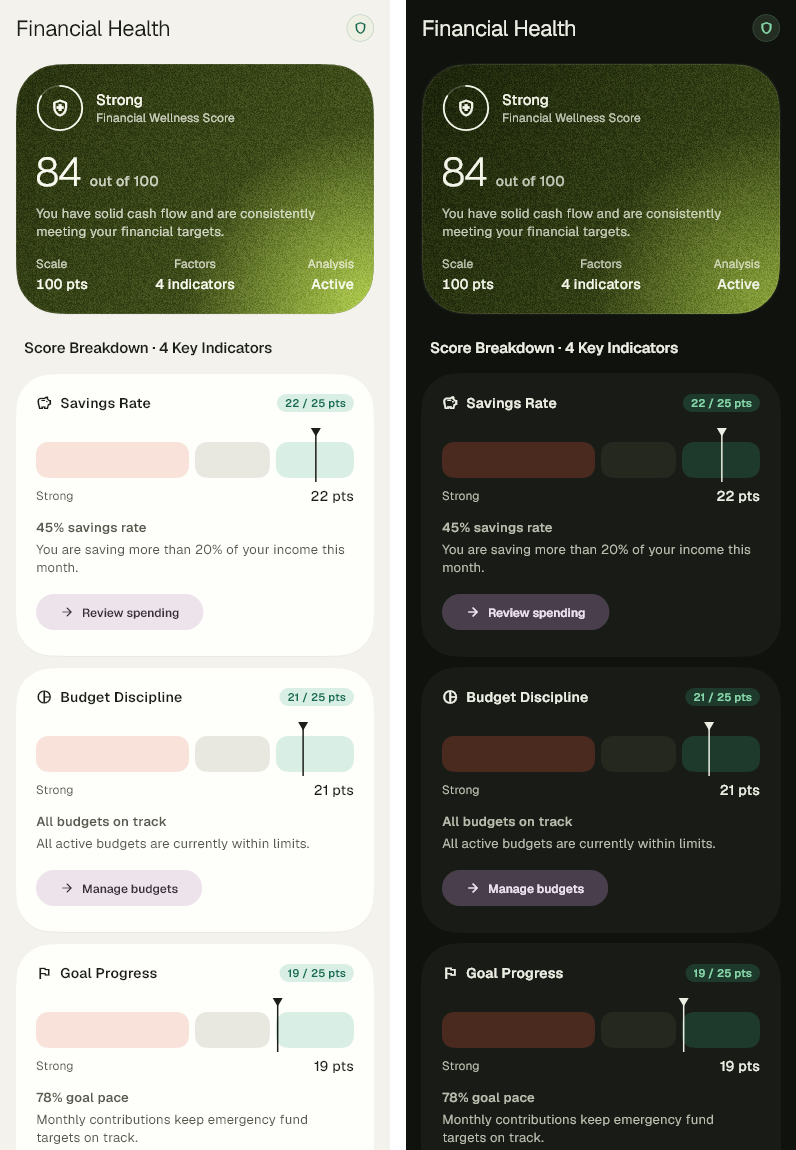 Financial Health
Strong
Financial Wellness Score
84 out of 100
You have solid cash flow and are consistently
meeting your financial targets.
Scale
100 pts
Factors
4 indicators
Analysis
Active
Score Breakdown · 4 Key Indicators
Savings Rate
22 / 25 pts
Strong
22 pts
45% savings rate
You are saving more than 20% of your income this
month.
Review spending
Budget Discipline
21 / 25 pts
Strong
21 pts
All budgets on track
All active budgets are currently within limits.
Manage budgets
Goal Progress
19 / 25 pts
Strong
19 pts
78% goal pace
Monthly contributions keep emergency fund
targets on track.
Financial Health
Strong
Financial Wellness Score
84 out of 100
You have solid cash flow and are consistently
meeting your financial targets.
Scale
100 pts
Factors
4 indicators
Analysis
Active
Score Breakdown · 4 Key Indicators
Savings Rate
22 / 25 pts
Strong
22 pts
45% savings rate
You are saving more than 20% of your income this
month.
Review spending
Budget Discipline
21 / 25 pts
Strong
21 pts
All budgets on track
All active budgets are currently within limits.
Manage budgets
Goal Progress
19 / 25 pts
Strong
19 pts
78% goal pace
Monthly contributions keep emergency fund
targets on track.